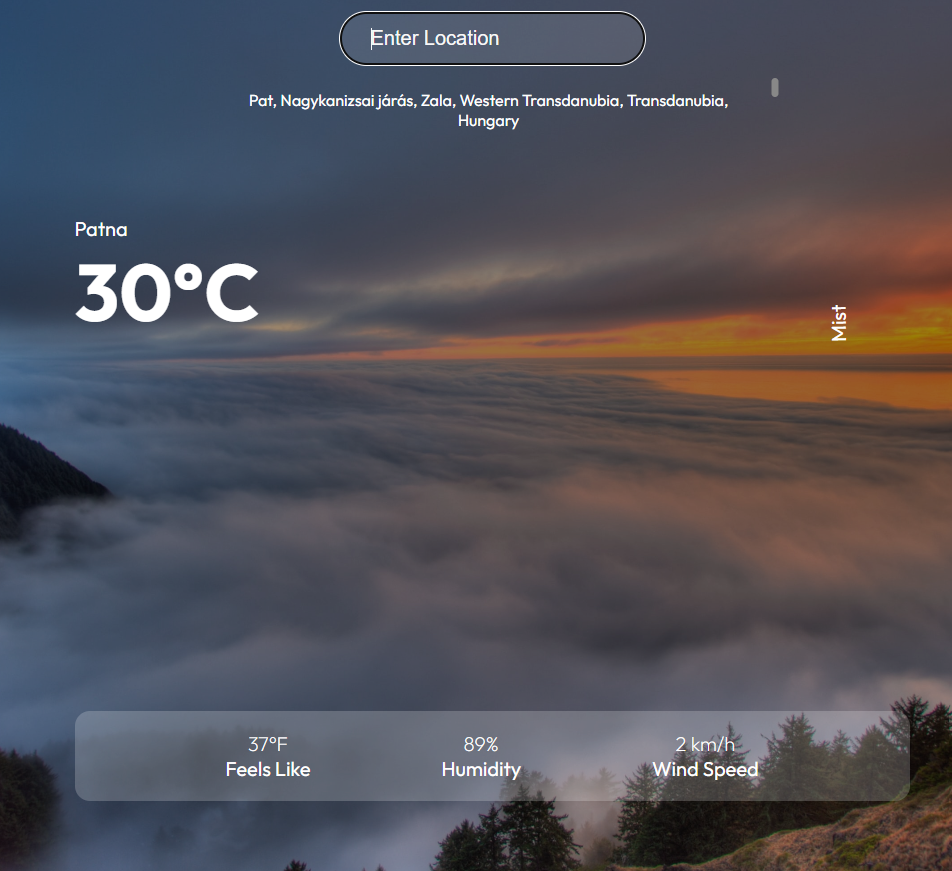 Enter Location
Pat, Nagykanizsai járás, Zala, Western Transdanubia, Transdanubia,
Hungary
Patna
30°C
Mist
37°F
89%
2 km/h
Feels Like
Humidity
Wind Speed